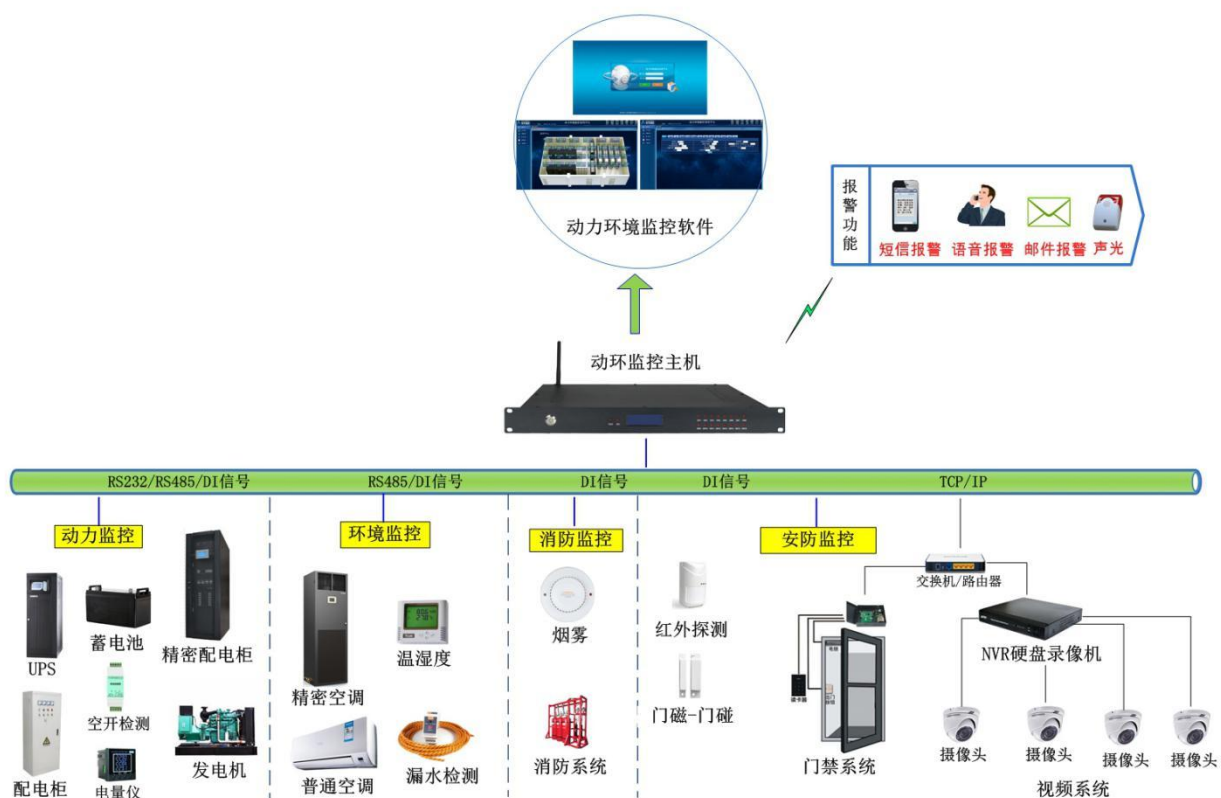 动力环境监控软件
报警功能
短信报警
语音报警
邮件报警
声光
动环监控主机
RS232/RS485/DI信号
RS485/DI信号
DI信号
DI信号
TCP/IP
动力监控
环境监控
消防监控
安防监控
交换机/路由器
UPS
蓄电池
精密配电柜
空开检测
配电柜
电量仪
发电机
精密空调
温湿度
普通空调
漏水检测
烟雾
消防系统
红外探测
门磁-门碰
读卡器
门禁系统
NVR硬盘录像机
摄像头
摄像头
摄像头
摄像头
视频系统